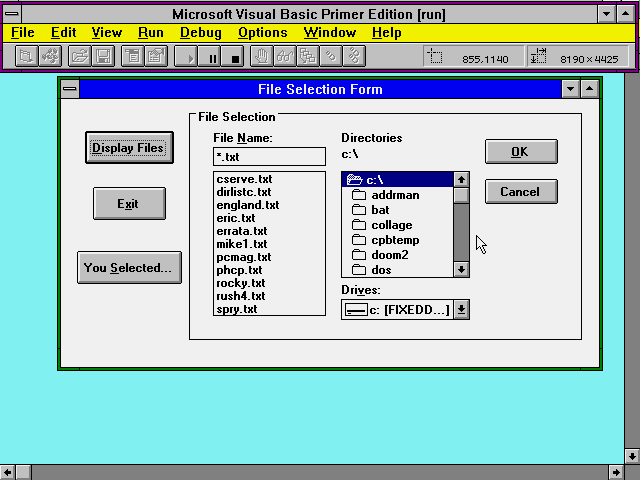 Microsoft Visual Basic Primer Edition [run]
File Edit View Run Debug Options Window Help
855.1140 8190×4425
File Selection Form
File Selection
Display Files
Exit
You Selected...
File Name:
*.txt
cserve.txt
dirlistc.txt
england.txt
eric.txt
errata.txt
mike1.txt
pcmag.txt
phcp.txt
rocky.txt
rush4.txt
spry.txt
Directories
c:\
c:\
addrman
bat
collage
cpbtemp
doom2
dos
Drives:
c: [FIXEDD...]
OK
Cancel